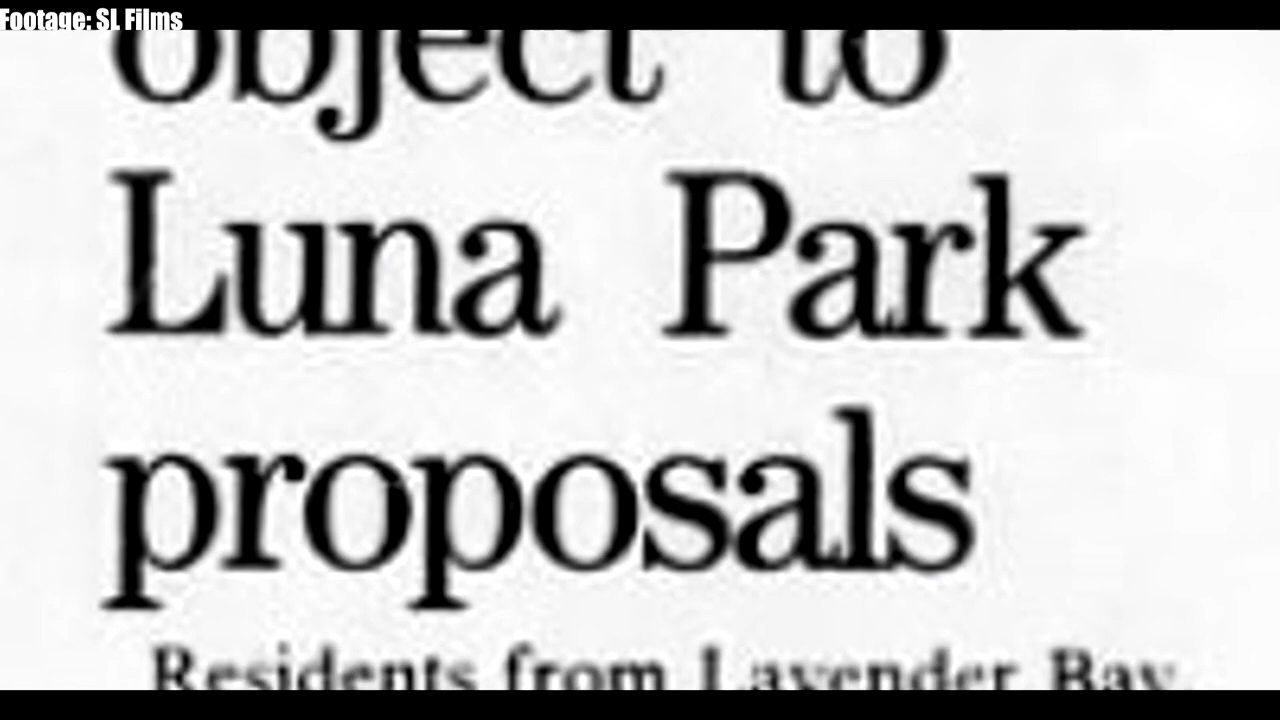 Footage: SL Films
object to
Luna Park
proposals
Residents from Lavender Bay